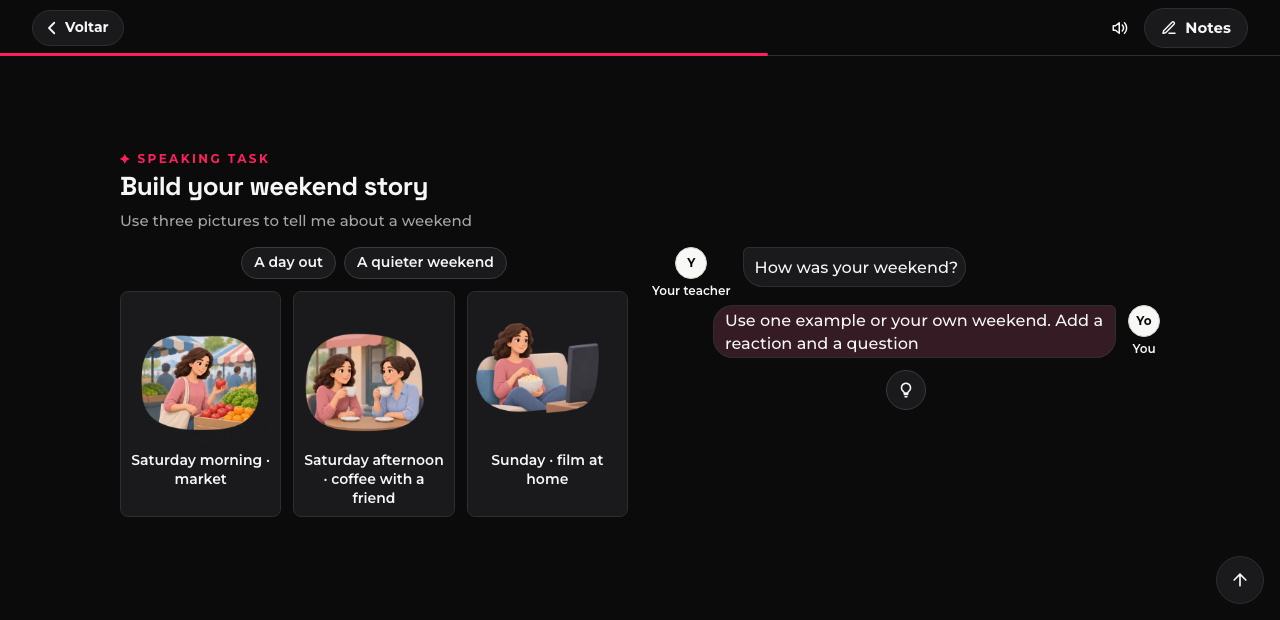 Voltar
Notes
SPEAKING TASK
Build your weekend story
Use three pictures to tell me about a weekend
A day out
A quieter weekend
Saturday morning ·
market
Saturday afternoon
· coffee with a
friend
Sunday · film at
home
Y
Your teacher
How was your weekend?
Use one example or your own weekend. Add a
reaction and a question
Yo
You